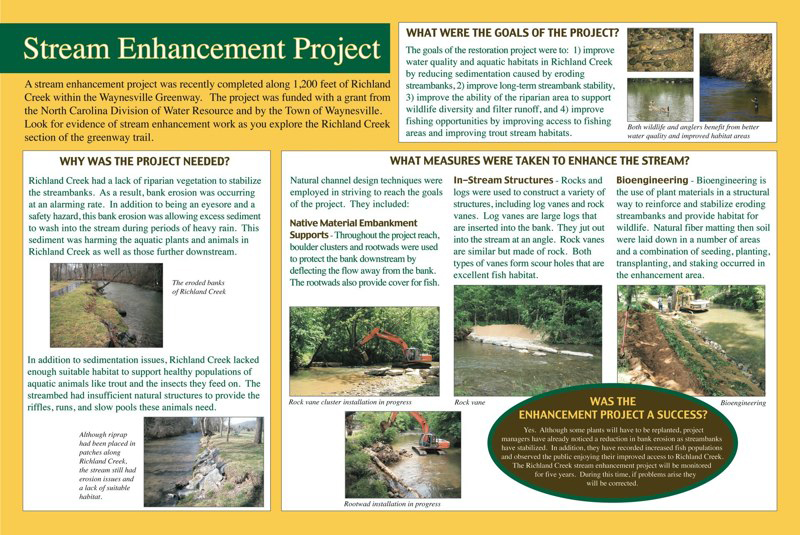 Stream Enhancement Project
A stream enhancement project was recently completed along 1,200 feet of Richland
Creek within the Waynesville Greenway. The project was funded with a grant from
the North Carolina Division of Water Resource and by the Town of Waynesville.
Look for evidence of stream enhancement work as you explore the Richland Creek
section of the greenway trail.
WHAT WERE THE GOALS OF THE PROJECT?
The goals of the restoration project were to: 1) improve
water quality and aquatic habitats in Richland Creek
by reducing sedimentation caused by eroding
streambanks, 2) improve long-term streambank stability,
3) improve the ability of the riparian area to support
wildlife diversity and filter runoff, and 4) improve
fishing opportunities by improving access to fishing
areas and improving trout stream habitats.
Both wildlife and anglers benefit from better
water quality and improved habitat areas
WHY WAS THE PROJECT NEEDED?
Richland Creek had a lack of riparian vegetation to stabilize
the streambanks. As a result, bank erosion was occurring
at an alarming rate. In addition to being an eyesore and a
safety hazard, this bank erosion was allowing excess sediment
to wash into the stream during periods of heavy rain. This
sediment was harming the aquatic plants and animals in
Richland Creek as well as those further downstream.
The eroded banks
of Richland Creek
In addition to sedimentation issues, Richland Creek lacked
enough suitable habitat to support healthy populations of
aquatic animals like trout and the insects they feed on. The
streambed had insufficient natural structures to provide the
riffles, runs, and slow pools these animals need.
Although riprap
had been placed in
patches along
Richland Creek,
the stream still had
erosion issues and
a lack of suitable
habitat.
WHAT MEASURES WERE TAKEN TO ENHANCE THE STREAM?
Natural channel design techniques were
employed in striving to reach the goals
of the project. They included:
Native Material Embankment
Supports - Throughout the project reach,
boulder clusters and rootwads were used
to protect the bank downstream by
deflecting the flow away from the bank.
The rootwads also provide cover for fish.
In-Stream Structures - Rocks and
logs were used to construct a variety of
structures, including log vanes and rock
vanes. Log vanes are large logs that
are inserted into the bank. They jut out
into the stream at an angle. Rock vanes
are similar but made of rock. Both
types of vanes form scour holes that are
excellent fish habitat.
Bioengineering - Bioengineering is
the use of plant materials in a structural
way to reinforce and stabilize eroding
streambanks and provide habitat for
wildlife. Natural fiber matting then soil
were laid down in a number of areas
and a combination of seeding, planting,
transplanting, and staking occurred in
the enhancement area.
Rock vane cluster installation in progress
Rock vane
Bioengineering
Rootwad installation in progress
WAS THE
ENHANCEMENT PROJECT A SUCCESS?
Yes. Although some plants will have to be replanted, project
managers have already noticed a reduction in bank erosion as streambanks
have stabilized. In addition, they have recorded increased fish populations
and observed the public enjoying their improved access to Richland Creek.
The Richland Creek stream enhancement project will be monitored
for five years. During this time, if problems arise they
will be corrected.